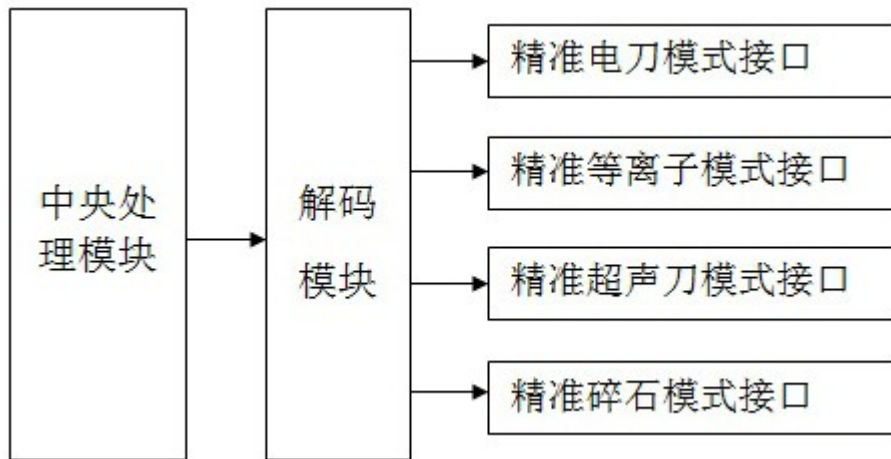 中央处
理模块
解码
模块
精准电刀模式接口
精准等离子模式接口
精准超声刀模式接口
精准碎石模式接口